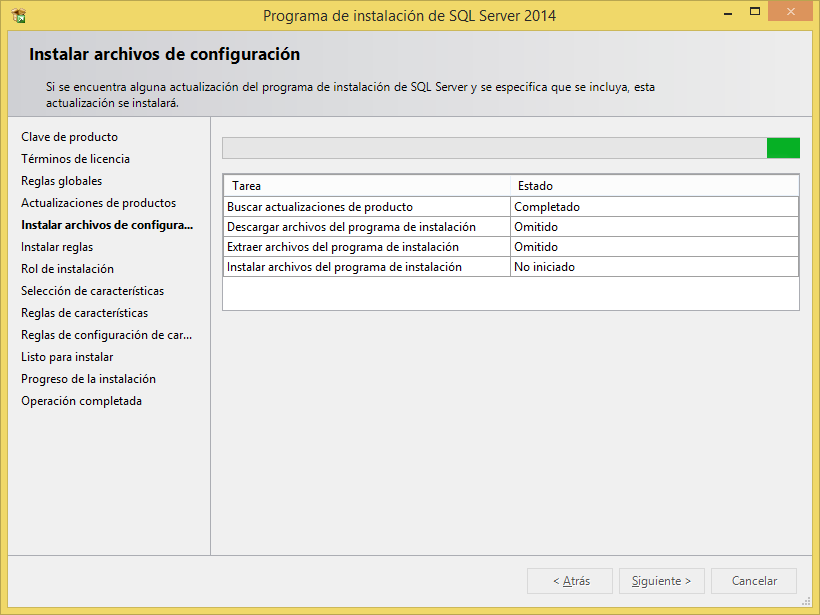 Programa de instalación de SQL Server 2014
Instalar archivos de configuración
Si se encuentra alguna actualización del programa de instalación de SQL Server y se especifica que se incluya, esta
actualización se instalará.
Clave de producto
Términos de licencia
Reglas globales
Actualizaciones de productos
Instalar archivos de configura...
Instalar reglas
Rol de instalación
Selección de características
Reglas de características
Reglas de configuración de car...
Listo para instalar
Progreso de la instalación
Operación completada
Tarea Estado
Buscar actualizaciones de producto Completado
Descargar archivos del programa de instalación Omitido
Extraer archivos del programa de instalación Omitido
Instalar archivos del programa de instalación No iniciado
< Atrás Siguiente > Cancelar